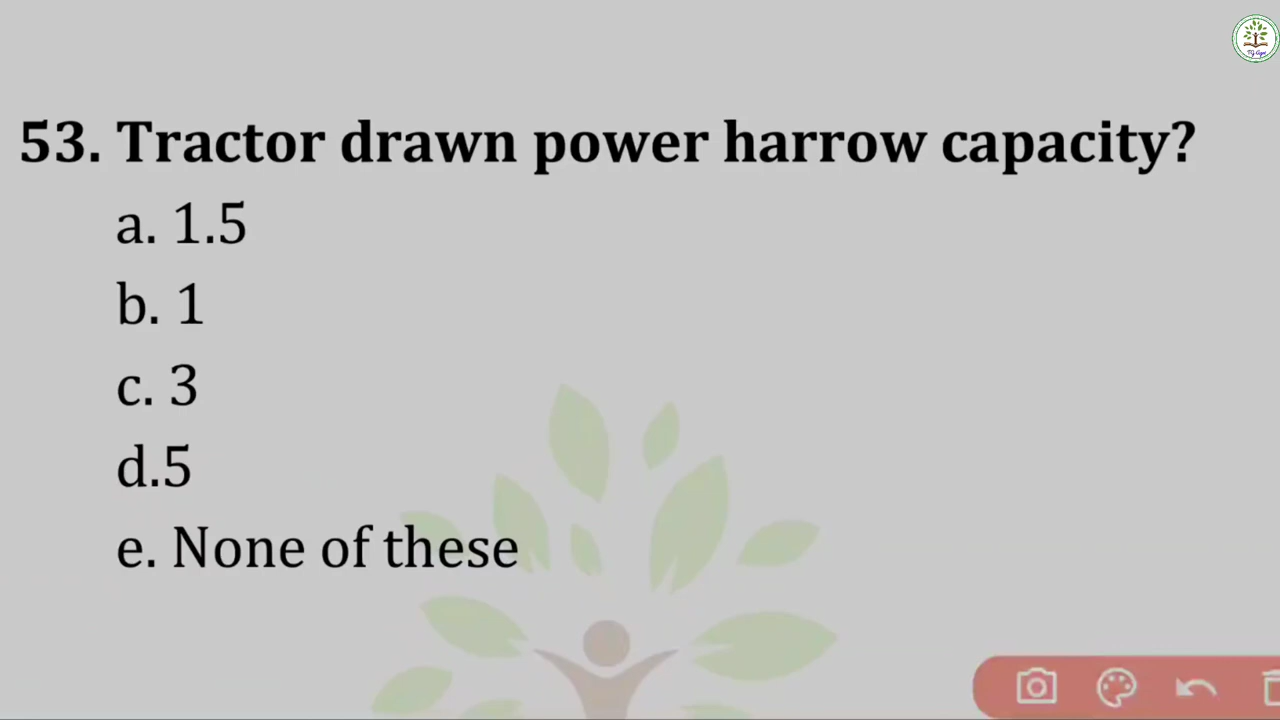 53. Tractor drawn power harrow capacity?
a. 1.5
b. 1
c. 3
d.5
e. None of these